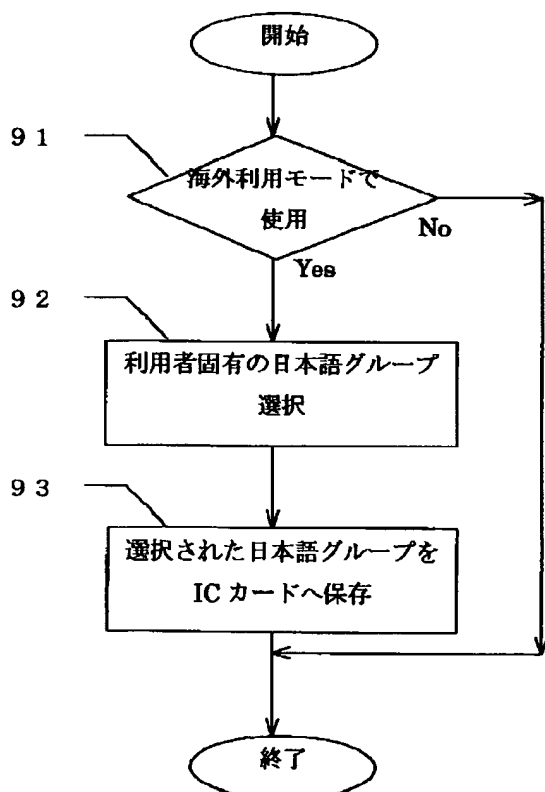 開始
91
海外利用モードで
使用
No
Yes
92
利用者固有の日本語グループ
選択
93
選択された日本語グループを
ICカードへ保存
終了